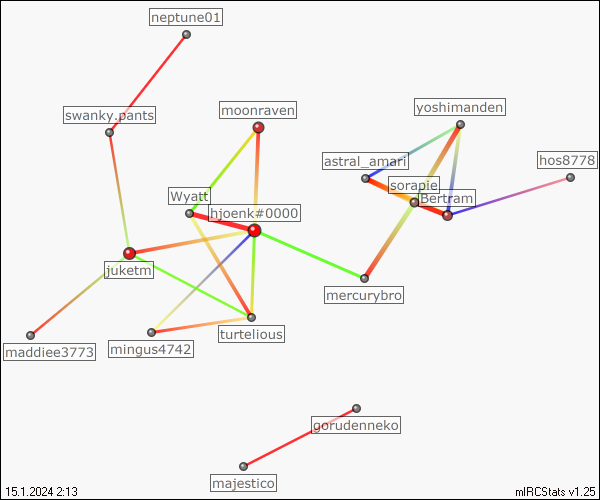 neptune01
swanky.pants
moonraven
yoshimanden
astral_amari
hos8778
sorapie
Wyatt
Bertram
hjoenk#0000
juketm
mercurybro
turtelious
maddiee3773
mingus4742
gorudenneko
majestico
15.1.2024 2:13
mIRCStats v1.25